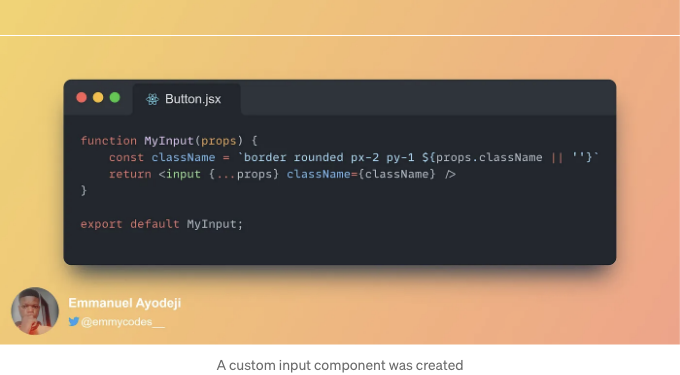 Button.jsx
function MyInput(props) {
    const className = `border rounded px-2 py-1 ${props.className || ''}`
    return <input {...props} className={className} />
}
export default MyInput;
Emmanuel Ayodeji
@emmycodes__
A custom input component was created